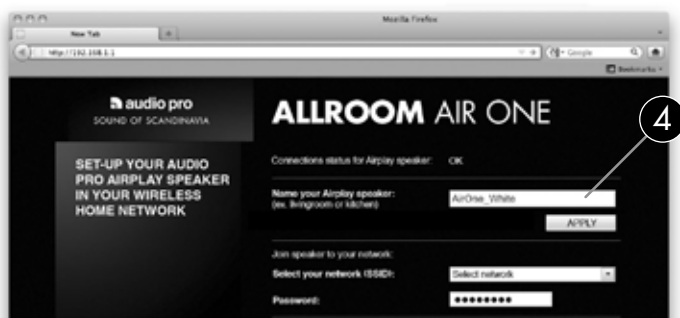 Mozilla Firefox
New Tab
http://192.168.1.1
Google
Bookmarks
audio pro
SOUND OF SCANDINAVIA
ALLROOM AIR ONE
4
SET-UP YOUR AUDIO
PRO AIRPLAY SPEAKER
IN YOUR WIRELESS
HOME NETWORK
Connections status for Airplay speaker: OK
Name your Airplay speaker:
(ex. livingroom or kitchen)
AirOne_White
APPLY
Join speaker to your network:
Select your network (SSID): Select network
Password: